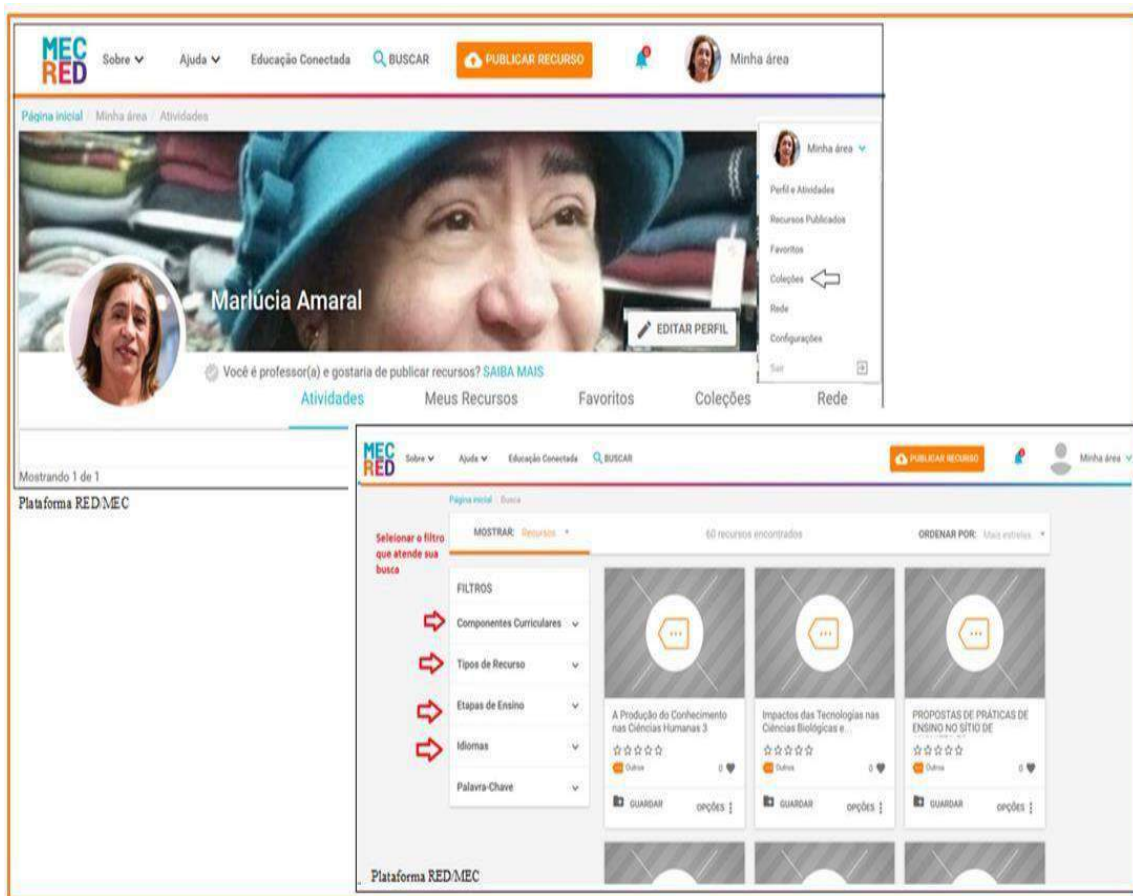 MEC RED Sobre Ajuda Educação Conectada BUSCAR PUBLICAR RECURSO Minha área
Página inicial / Minha área / Atividades
Minha área
Perfil e Atividades
Recursos Publicados
Favoritos
Coleções
Rede
Configurações
Sair
Marlúcia Amaral
EDITAR PERFIL
Você é professor(a) e gostaria de publicar recursos? SAIBA MAIS
Atividades Meus Recursos Favoritos Coleções Rede
Mostrando 1 de 1
Plataforma RED/MEC
MEC RED Sobre Ajuda Educação Conectada BUSCAR PUBLICAR RECURSO Minha área
Página inicial / Busca
Seleionar o filtro
que atende sua
busca
MOSTRAR: Recursos 60 recursos encontrados ORDENAR POR: Mais estrelas
FILTROS
Componentes Curriculares
Tipos de Recurso
Etapas de Ensino
Idiomas
Palavra-Chave
A Produção do Conhecimento
nas Ciências Humanas 3
Outros 0
GUARDAR OPÇÕES
Impactos das Tecnologias nas
Ciências Biológicas e...
Outros 0
GUARDAR OPÇÕES
PROPOSTAS DE PRÁTICAS DE
ENSINO NO SÍTIO DE
Outros 0
GUARDAR OPÇÕES
Plataforma RED/MEC